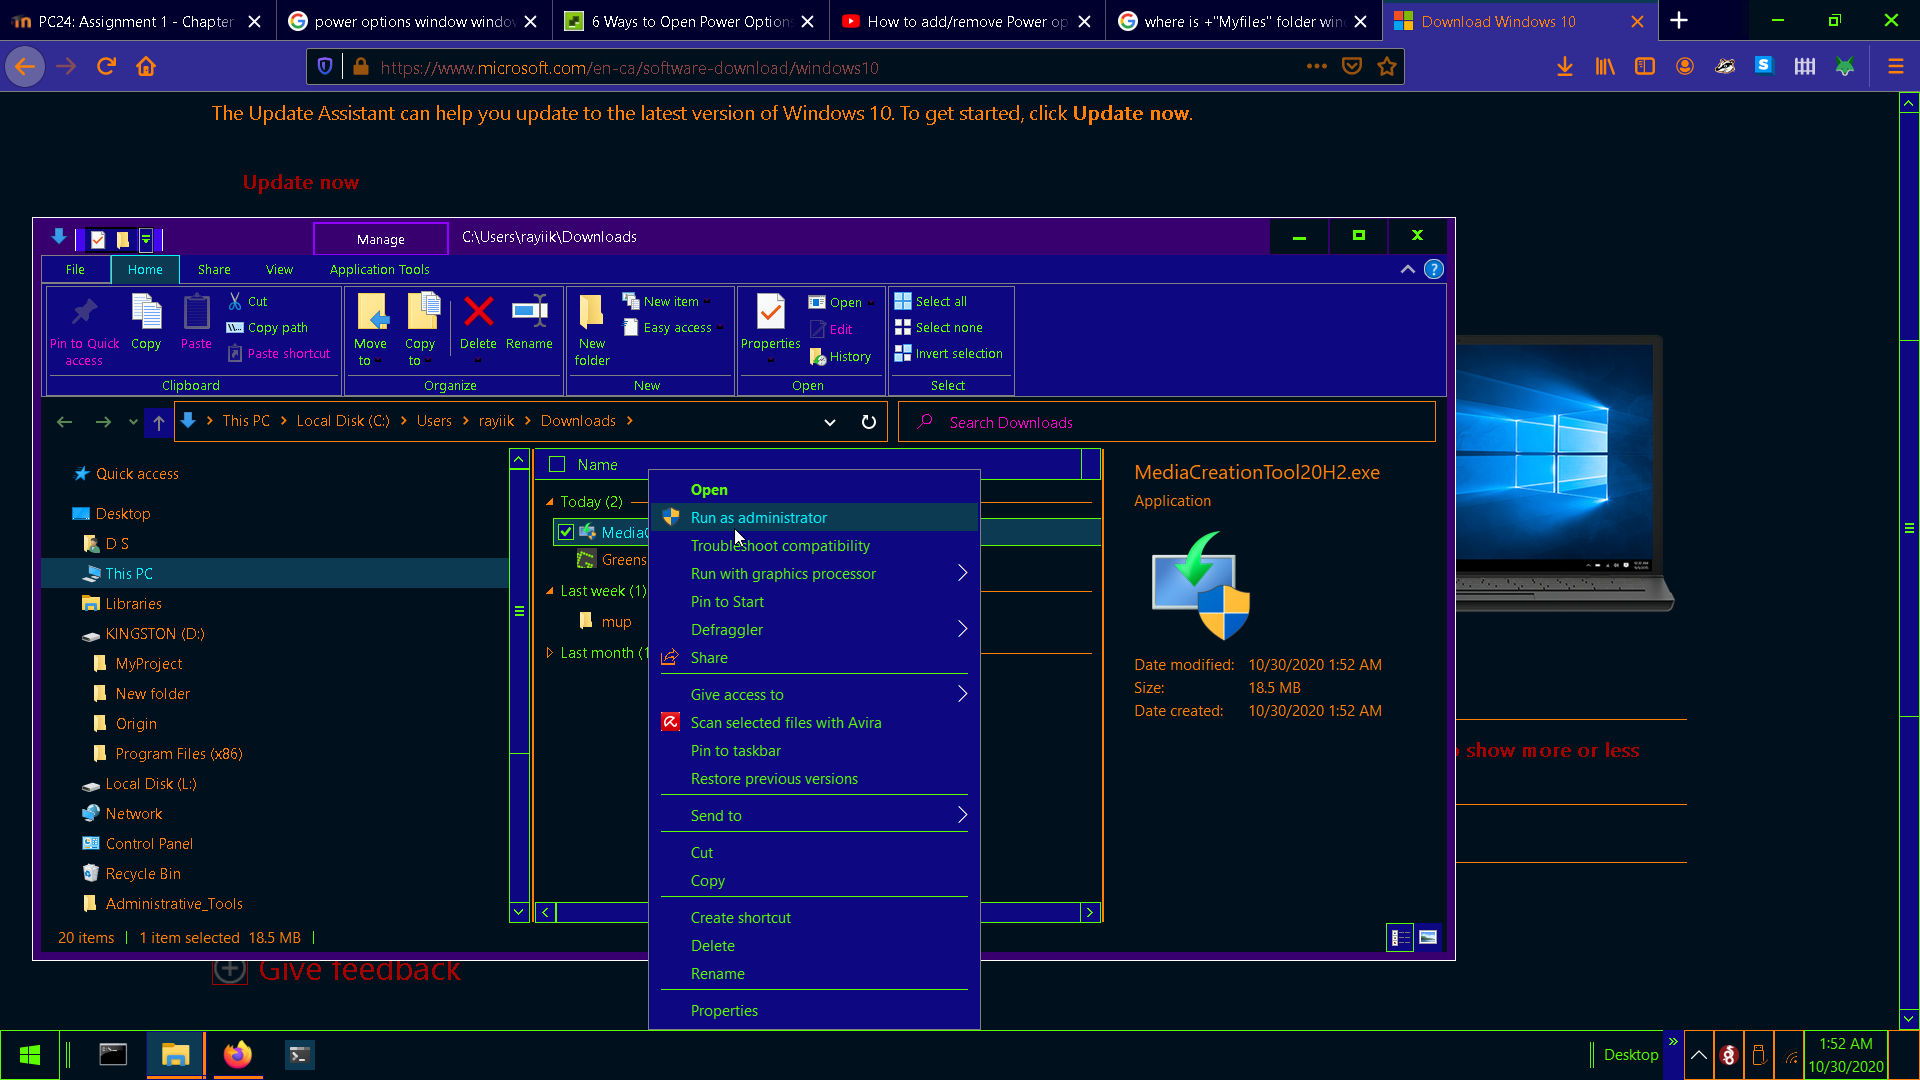 PC24: Assignment 1 - Chapter
power options window windo
6 Ways to Open Power Option
How to add/remove Power op
where is +"Myfiles" folder win
Download Windows 10
https://www.microsoft.com/en-ca/software-download/windows10
The Update Assistant can help you update to the latest version of Windows 10. To get started, click Update now.
Update now
Manage
C:\Users\rayiik\Downloads
File
Home
Share
View
Application Tools
Pin to Quick access
Copy
Paste
Cut
Copy path
Paste shortcut
Clipboard
Move to
Copy to
Delete
Rename
Organize
New folder
New item
Easy access
New
Properties
Open
Edit
History
Open
Select all
Select none
Invert selection
Select
This PC
Local Disk (C:)
Users
rayiik
Downloads
Search Downloads
Quick access
Desktop
D S
This PC
Libraries
KINGSTON (D:)
MyProject
New folder
Origin
Program Files (x86)
Local Disk (L:)
Network
Control Panel
Recycle Bin
Administrative_Tools
Name
Today (2)
Media
Greens
Last week (1)
mup
Last month (1
Open
Run as administrator
Troubleshoot compatibility
Run with graphics processor
Pin to Start
Defraggler
Share
Give access to
Scan selected files with Avira
Pin to taskbar
Restore previous versions
Send to
Cut
Copy
Create shortcut
Delete
Rename
Properties
MediaCreationTool20H2.exe
Application
Date modified: 10/30/2020 1:52 AM
Size: 18.5 MB
Date created: 10/30/2020 1:52 AM
show more or less
20 items
1 item selected 18.5 MB
Give feedback
Desktop
1:52 AM
10/30/2020